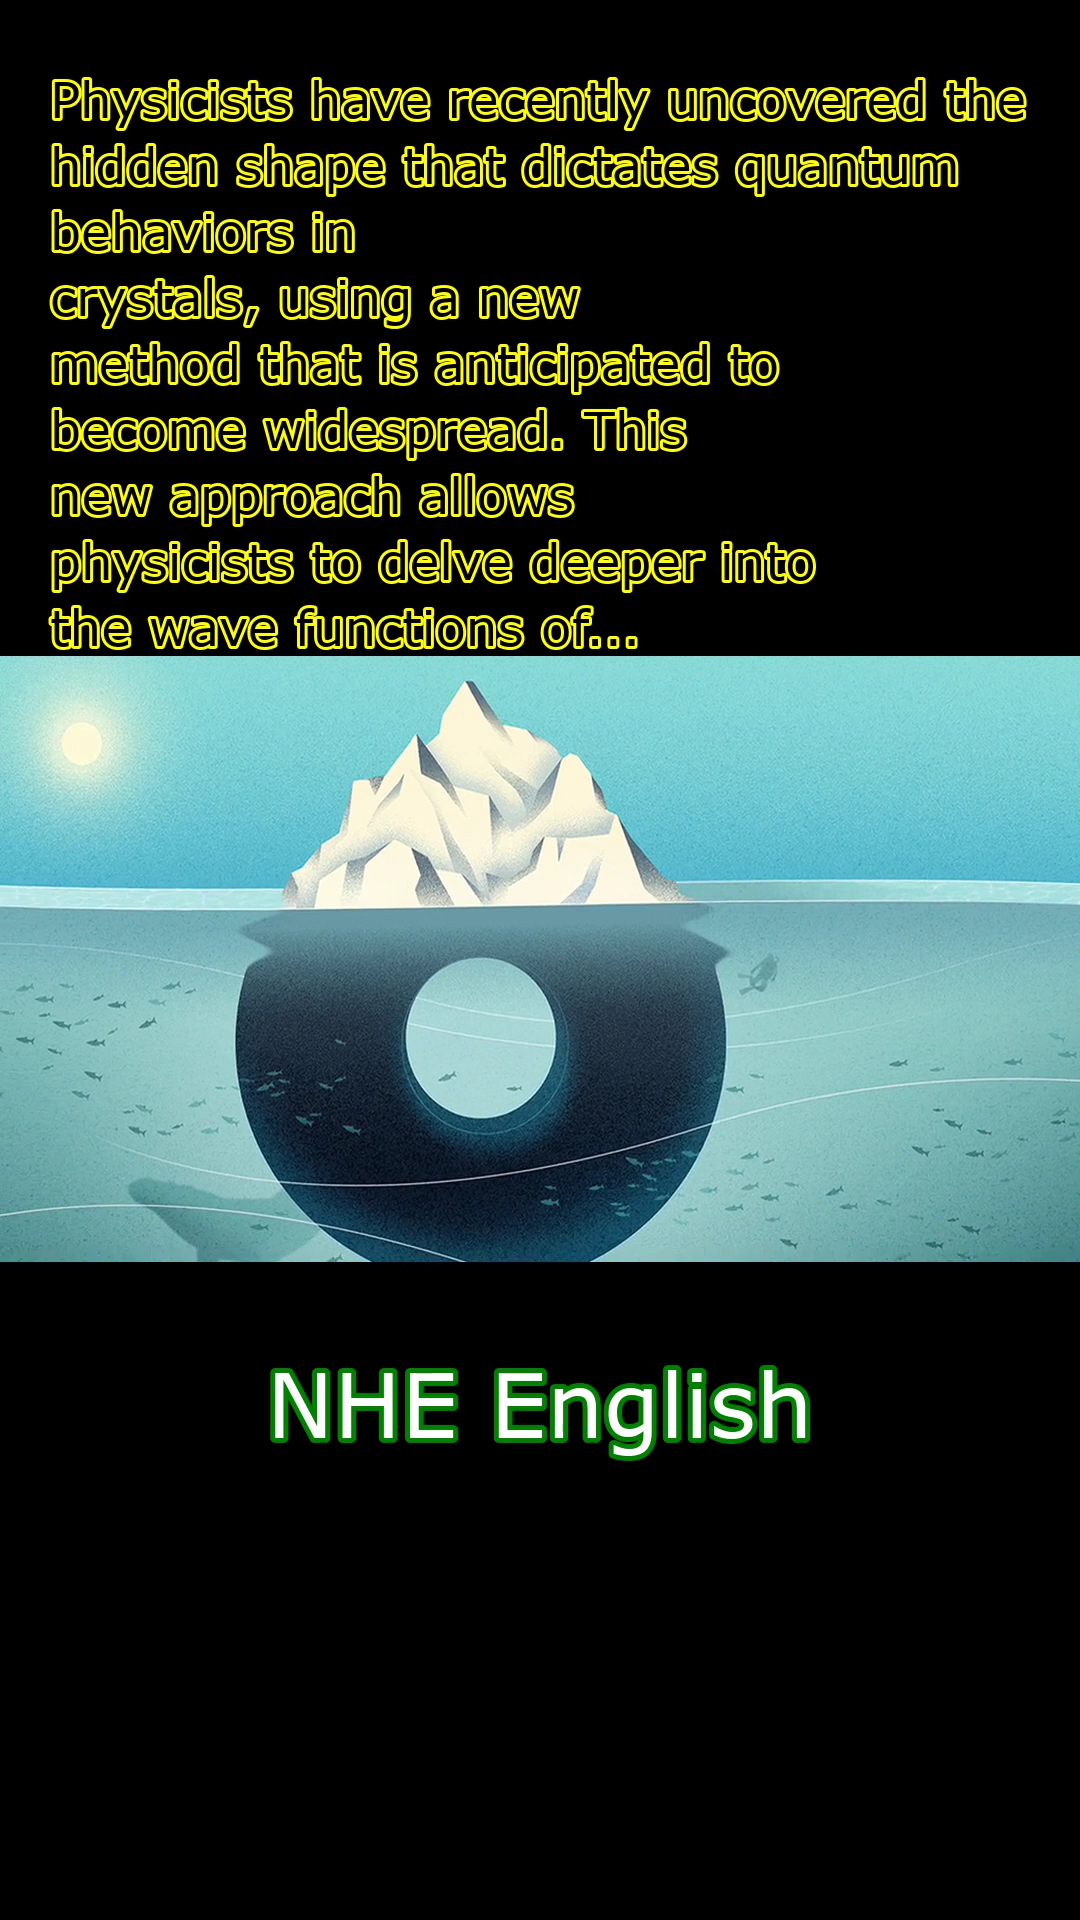 Physicists have recently uncovered the
hidden shape that dictates quantum
behaviors in
crystals, using a new
method that is anticipated to
become widespread. This
new approach allows
physicists to delve deeper into
the wave functions of...
NHE English